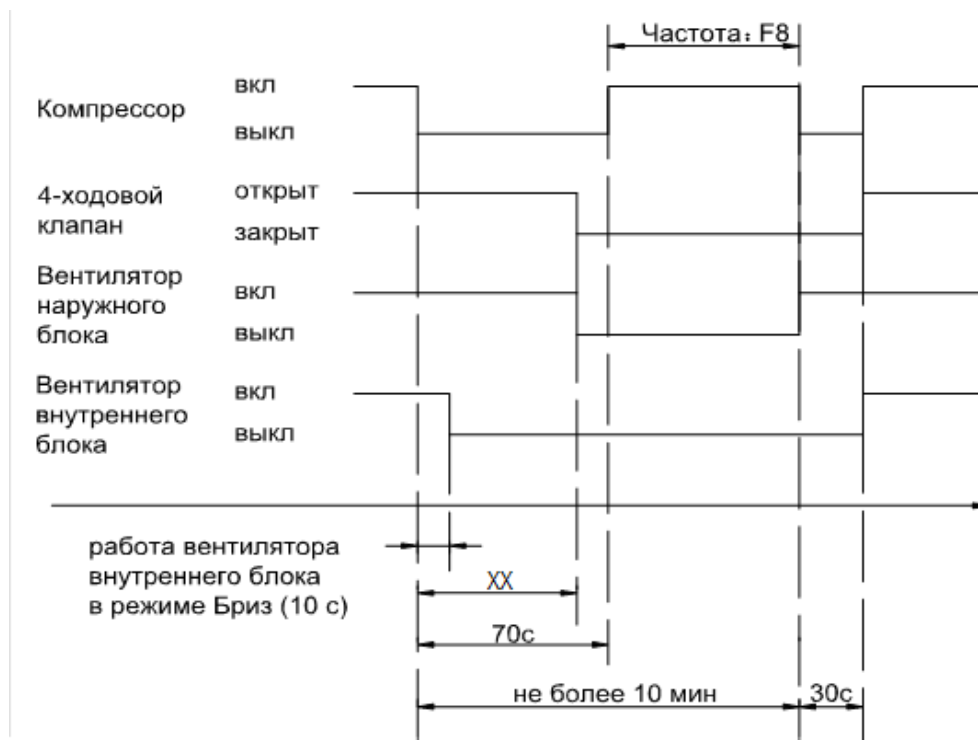 Частота: F8
Компрессор
вкл
выкл
4-ходовой
клапан
открыт
закрыт
Вентилятор
наружного
блока
вкл
выкл
Вентилятор
внутреннего
блока
вкл
выкл
работа вентилятора
внутреннего блока
в режиме Бриз (10 с)
XX
70с
не более 10 мин
30с